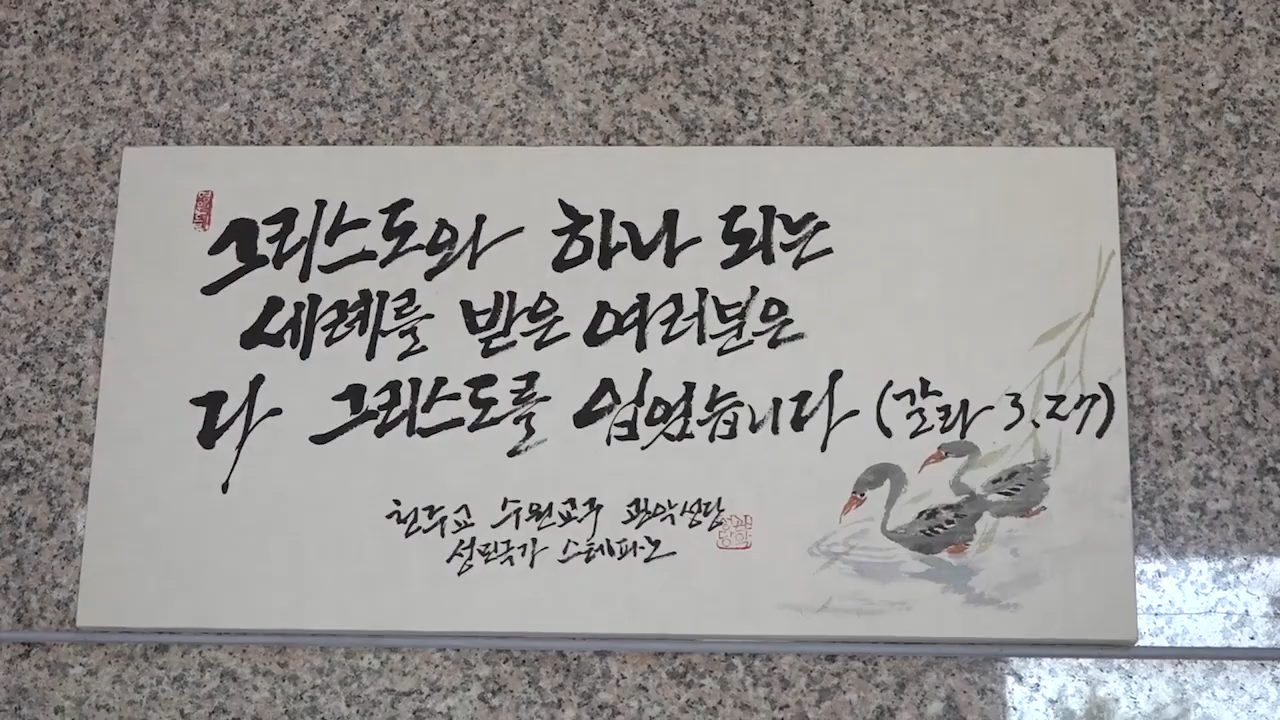 그리스도와 하나 되는
세례를 받은 여러분은
다 그리스도를 입었습니다 (갈라 3.27)
천주교 수원교구 관악성당
성민국가 스테파노